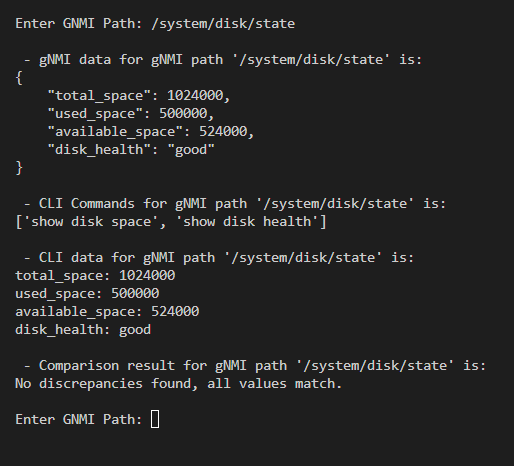 Enter GNMI Path: /system/disk/state
- gNMI data for gNMI path '/system/disk/state' is:
{
"total_space": 1024000,
"used_space": 500000,
"available_space": 524000,
"disk_health": "good"
}
- CLI Commands for gNMI path '/system/disk/state' is:
['show disk space', 'show disk health']
- CLI data for gNMI path '/system/disk/state' is:
total_space: 1024000
used_space: 500000
available_space: 524000
disk_health: good
- Comparison result for gNMI path '/system/disk/state' is:
No discrepancies found, all values match.
Enter GNMI Path: